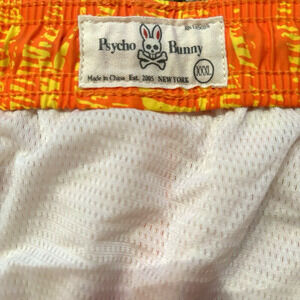 Psycho Bunny
Made in China Est. 2005 NEW YORK
XXXL